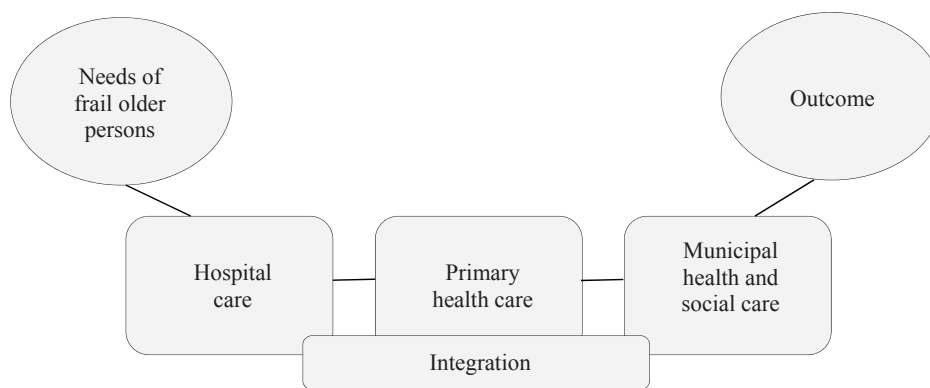 Needs of
frail older
persons
Outcome
Hospital
care
Primary
health care
Municipal
health and
social care
Integration